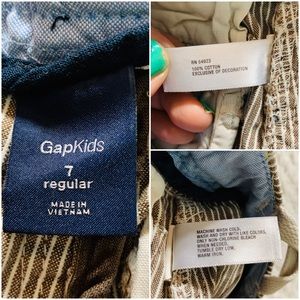 GapKids
7
regular
MADE IN
VIETNAM
RN 54023
100% COTTON
EXCLUSIVE OF DECORATION
MACHINE WASH COLD,
WASH AND DRY WITH LIKE COLORS,
ONLY NON-CHLORINE BLEACH
WHEN NEEDED,
TUMBLE DRY LOW,
WARM IRON.